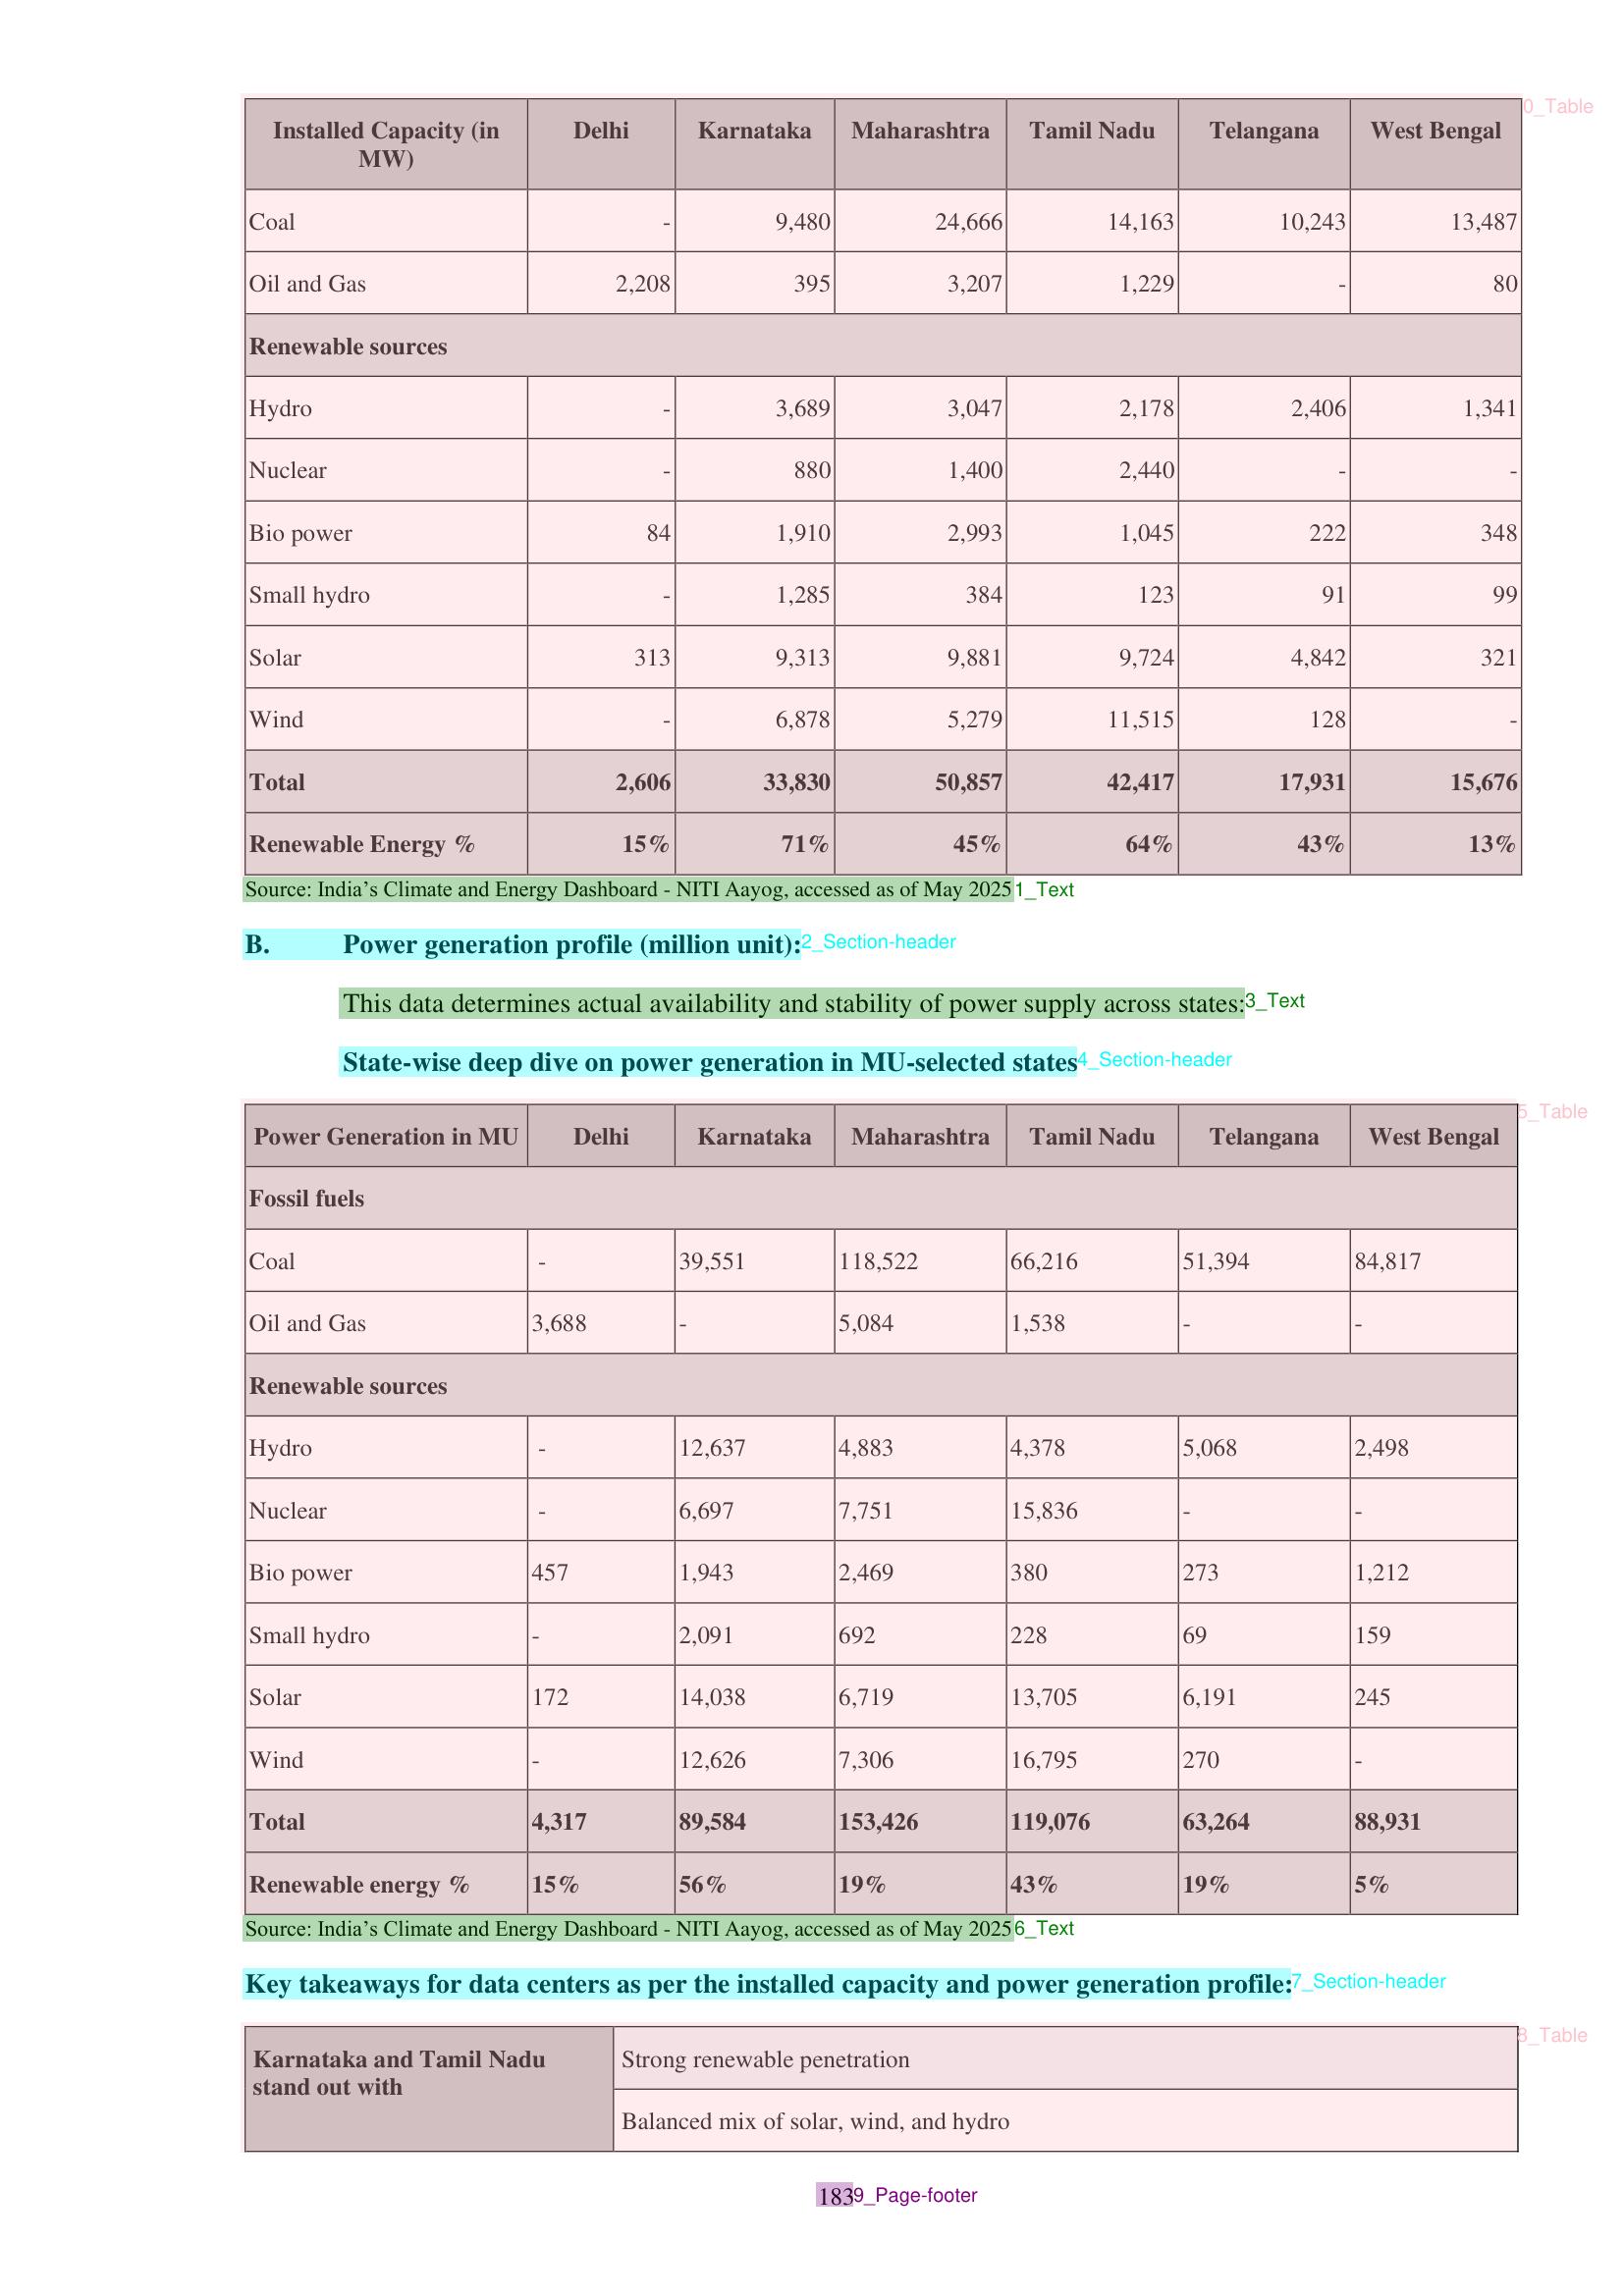 Installed Capacity (in MW) Delhi Karnataka Maharashtra Tamil Nadu Telangana West Bengal 0_Table
Coal - 9,480 24,666 14,163 10,243 13,487
Oil and Gas 2,208 395 3,207 1,229 - 80
Renewable sources
Hydro - 3,689 3,047 2,178 2,406 1,341
Nuclear - 880 1,400 2,440 - -
Bio power 84 1,910 2,993 1,045 222 348
Small hydro - 1,285 384 123 91 99
Solar 313 9,313 9,881 9,724 4,842 321
Wind - 6,878 5,279 11,515 128 -
Total 2,606 33,830 50,857 42,417 17,931 15,676
Renewable Energy % 15% 71% 45% 64% 43% 13%
Source: India’s Climate and Energy Dashboard - NITI Aayog, accessed as of May 2025 1_Text
B. Power generation profile (million unit): 2_Section-header
This data determines actual availability and stability of power supply across states: 3_Text
State-wise deep dive on power generation in MU-selected states 4_Section-header
Power Generation in MU Delhi Karnataka Maharashtra Tamil Nadu Telangana West Bengal 5_Table
Fossil fuels
Coal - 39,551 118,522 66,216 51,394 84,817
Oil and Gas 3,688 - 5,084 1,538 - -
Renewable sources
Hydro - 12,637 4,883 4,378 5,068 2,498
Nuclear - 6,697 7,751 15,836 - -
Bio power 457 1,943 2,469 380 273 1,212
Small hydro - 2,091 692 228 69 159
Solar 172 14,038 6,719 13,705 6,191 245
Wind - 12,626 7,306 16,795 270 -
Total 4,317 89,584 153,426 119,076 63,264 88,931
Renewable energy % 15% 56% 19% 43% 19% 5%
Source: India’s Climate and Energy Dashboard - NITI Aayog, accessed as of May 2025 6_Text
Key takeaways for data centers as per the installed capacity and power generation profile: 7_Section-header
8_Table
Karnataka and Tamil Nadu
stand out with
Strong renewable penetration
Balanced mix of solar, wind, and hydro
183 9_Page-footer